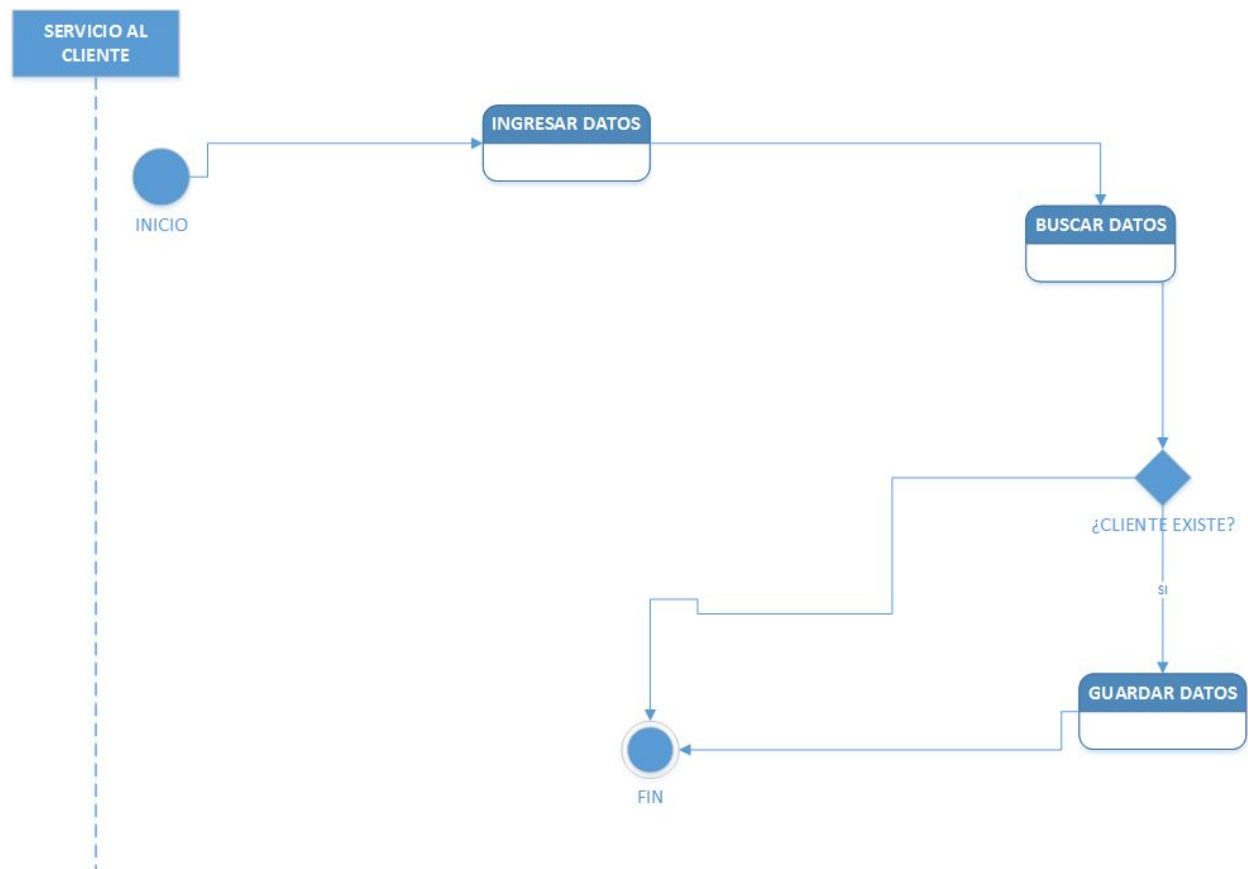 SERVICIO AL
CLIENTE
INICIO
INGRESAR DATOS
BUSCAR DATOS
¿CLIENTE EXISTE?
SI
GUARDAR DATOS
FIN